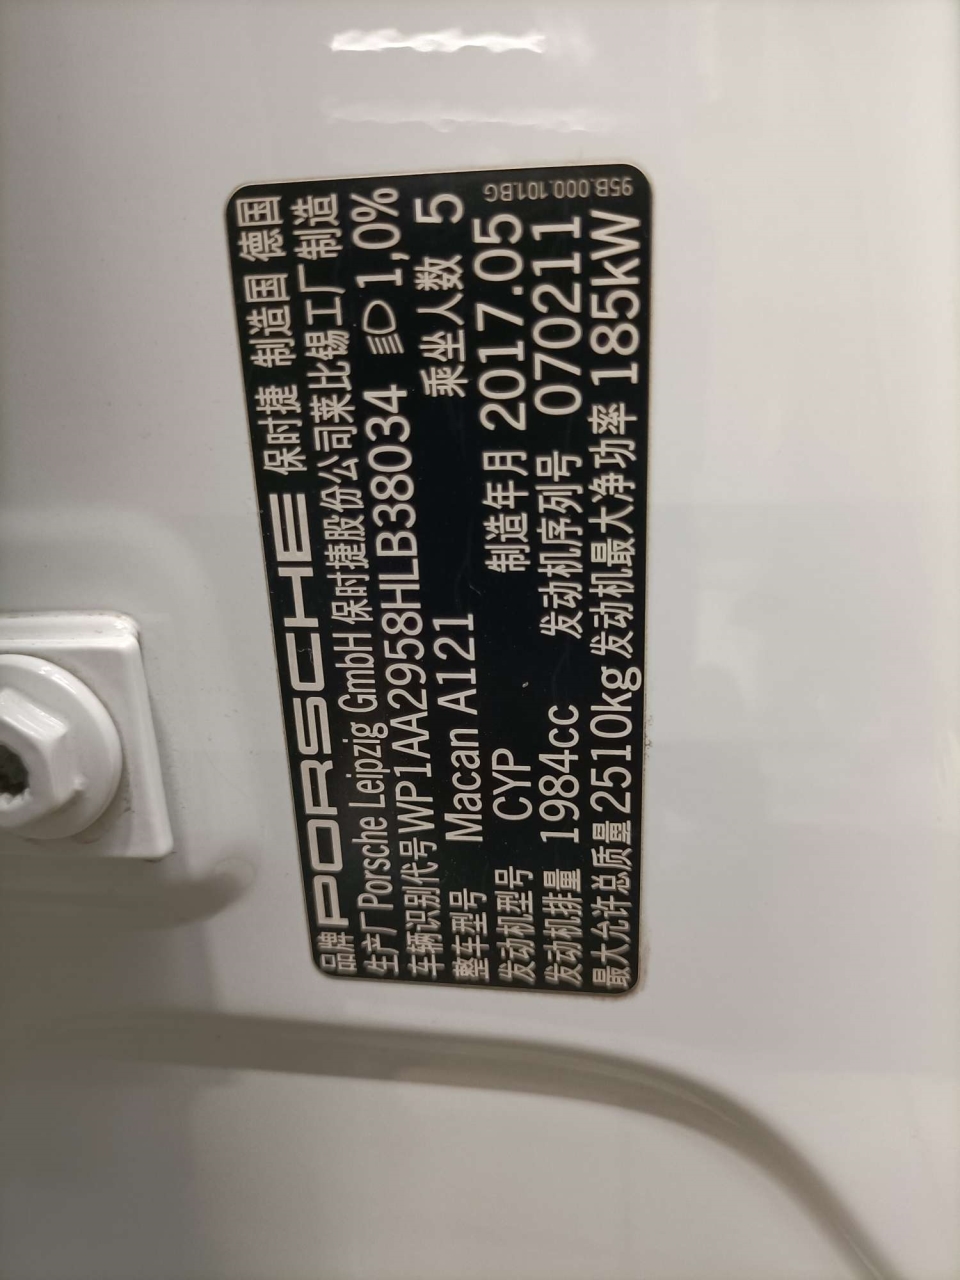 品牌 PORSCHE 保时捷 制造国 德国
生产厂 Porsche Leipzig GmbH 保时捷股份公司莱比锡工厂制造
车辆识别代号 WP1AA2958HLB38034 1,0%
整车型号 Macan A121 乘坐人数 5
发动机型号 CYP 制造年月 2017.05
发动机排量 1984cc 发动机序列号 070211
最大允许总质量 2510kg 发动机最大净功率 185kW
95B.000.101.BG